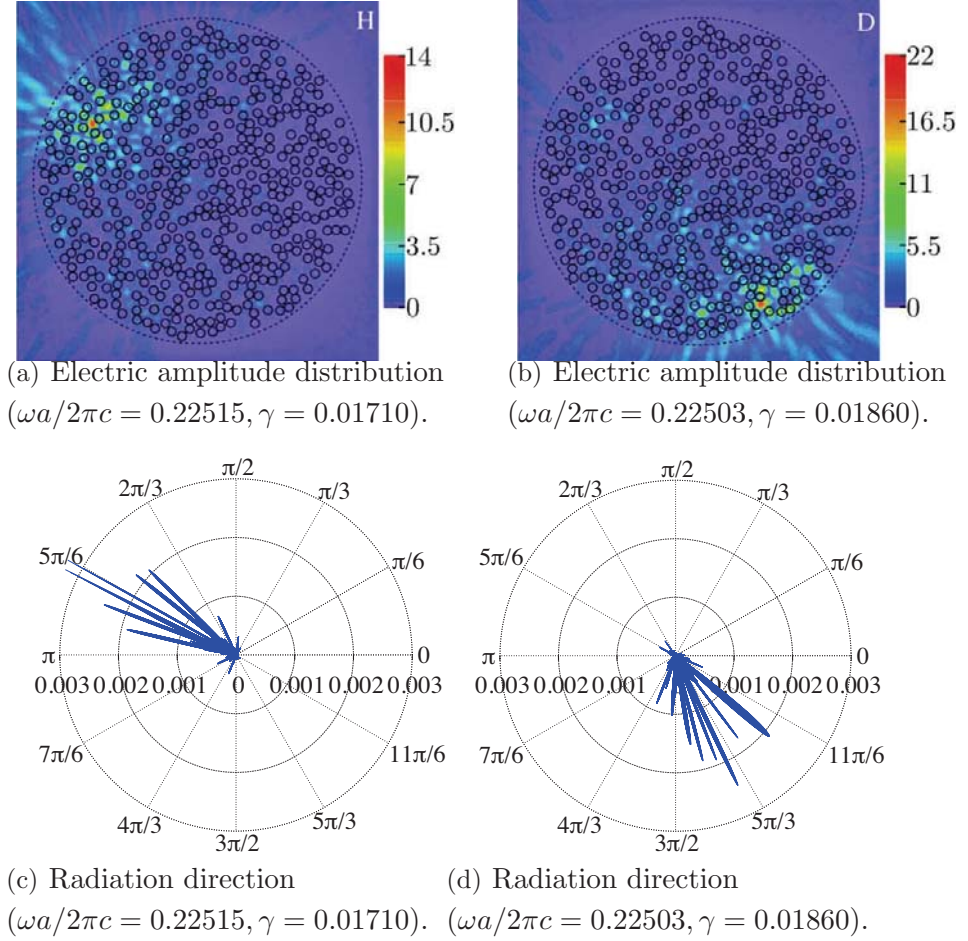 H
14
10.5
7
3.5
0
D
22
16.5
11
5.5
0
(a) Electric amplitude distribution
(ωa/2πc = 0.22515, γ = 0.01710).
(b) Electric amplitude distribution
(ωa/2πc = 0.22503, γ = 0.01860).
π/2
2π/3
π/3
5π/6
π/6
π
0
0.003 0.002 0.001 0 0.001 0.002 0.003
7π/6
11π/6
4π/3
5π/3
3π/2
π/2
2π/3
π/3
5π/6
π/6
π
0
0.003 0.002 0.001 0.001 0.002 0.003
7π/6
11π/6
4π/3
5π/3
3π/2
(c) Radiation direction
(ωa/2πc = 0.22515, γ = 0.01710).
(d) Radiation direction
(ωa/2πc = 0.22503, γ = 0.01860).